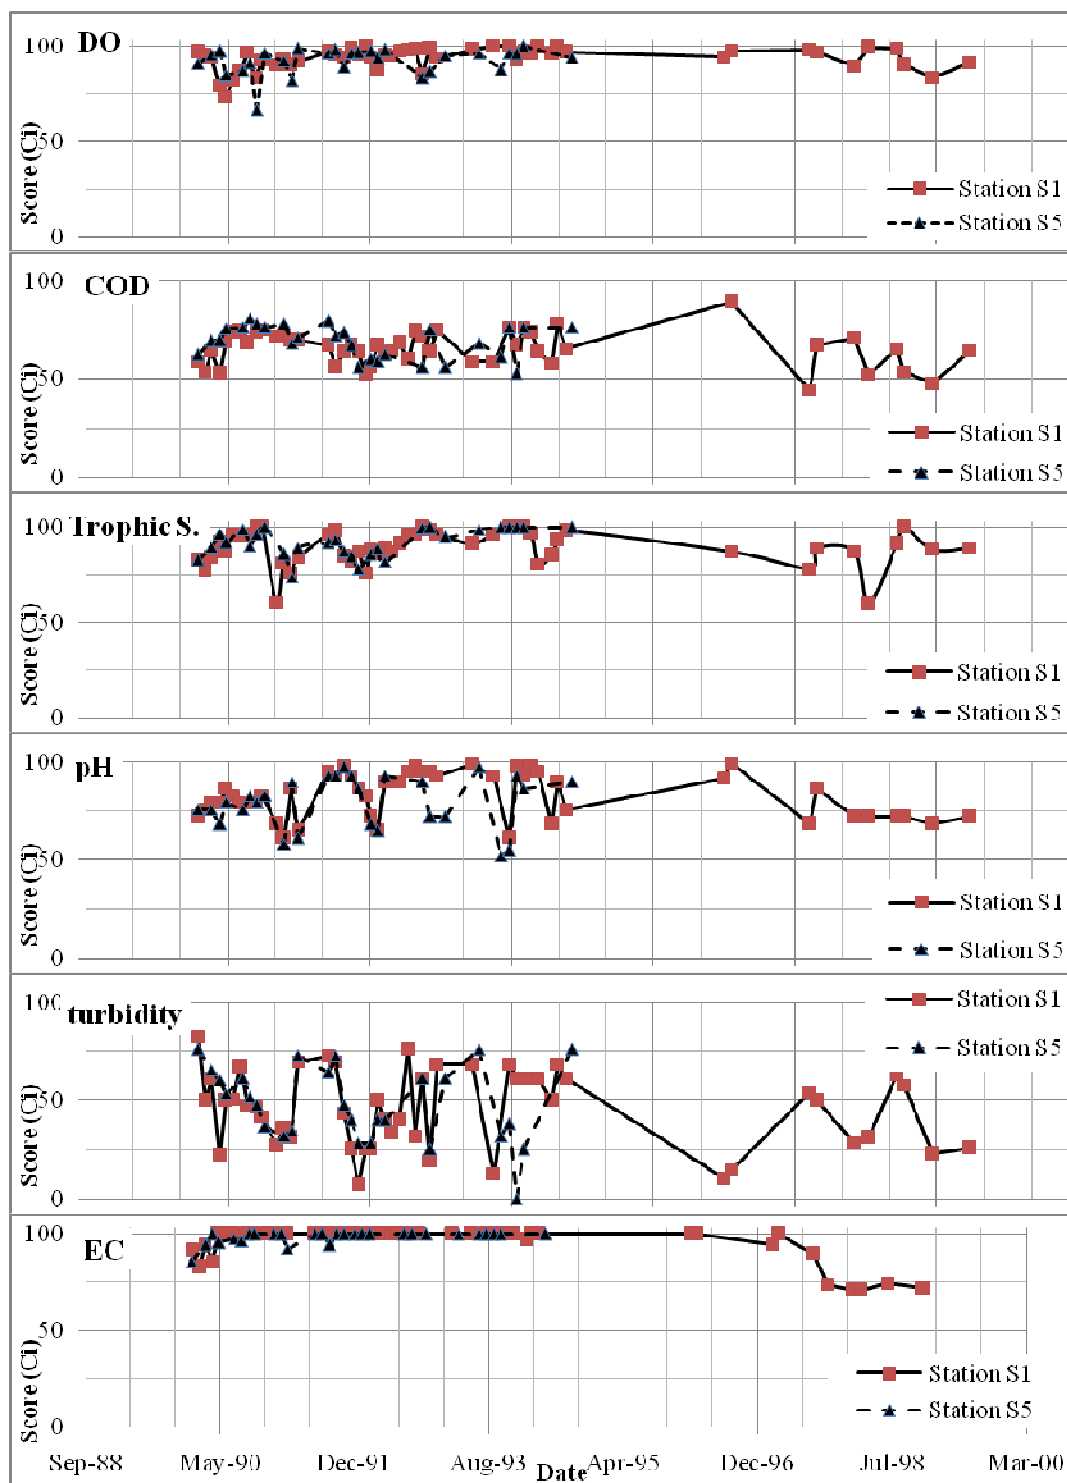 DO
100
50
0
Score (Ci)
Station S1
Station S5
COD
100
50
0
Score (Ci)
Station S1
Station S5
Trophic S.
100
50
0
Score (Ci)
Station S1
Station S5
pH
100
50
0
Score (Ci)
Station S1
Station S5
turbidity
100
50
0
Score (Ci)
Station S1
Station S5
EC
100
50
0
Score (Ci)
Station S1
Station S5
Sep-88 May-90 Dec-91 Aug-93 Apr-95 Dec-96 Jul-98 Mar-00
Date